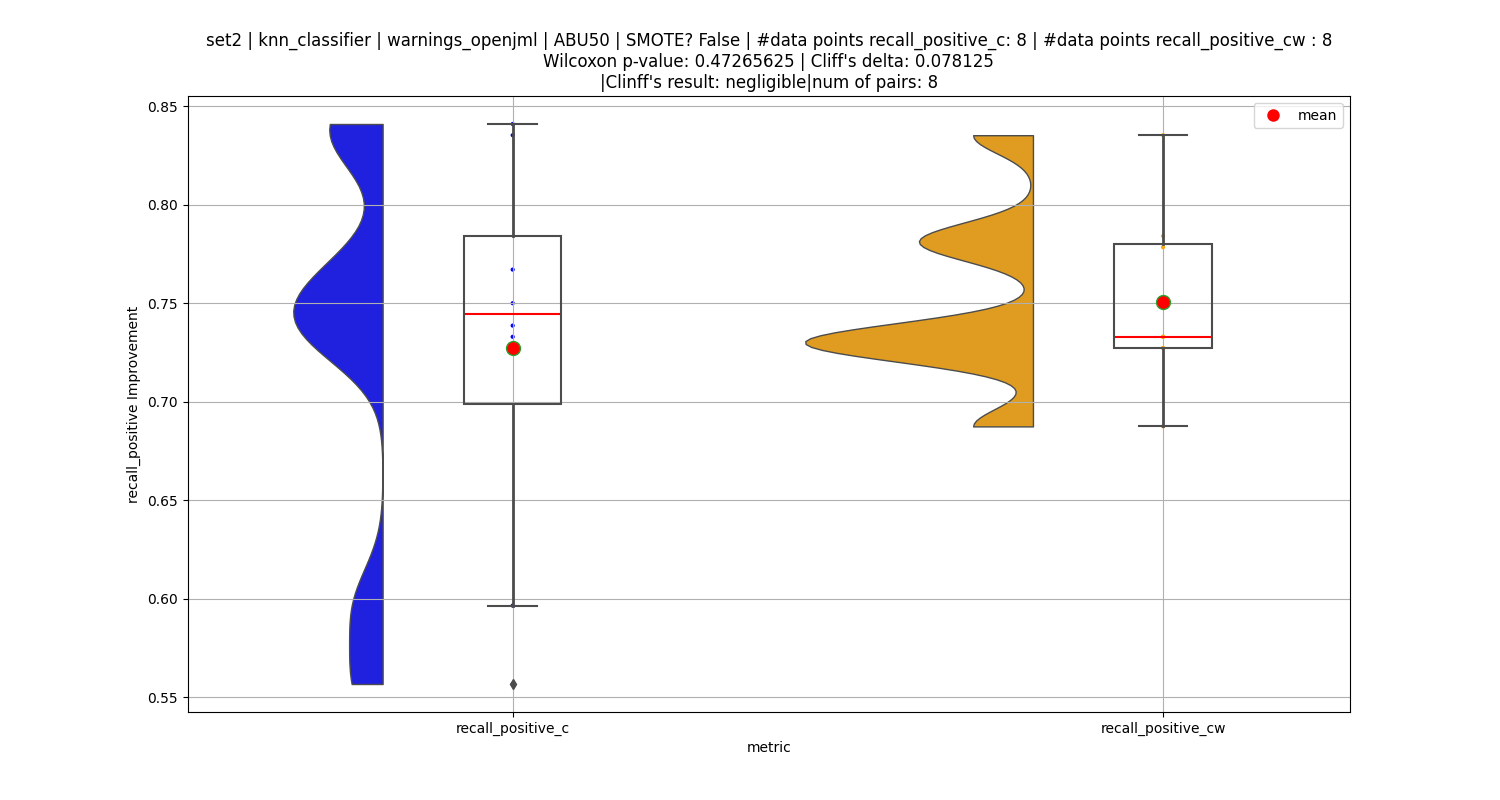 set2 | knn_classifier | warnings_openjml | ABU50 | SMOTE? False | #data points recall_positive_c: 8 | #data points recall_positive_cw : 8
Wilcoxon p-value: 0.47265625 | Cliff's delta: 0.078125
|Clinff's result: negligible|num of pairs: 8
mean
0.85
0.80
0.75
0.70
0.65
0.60
0.55
recall_positive Improvement
recall_positive_c
recall_positive_cw
metric